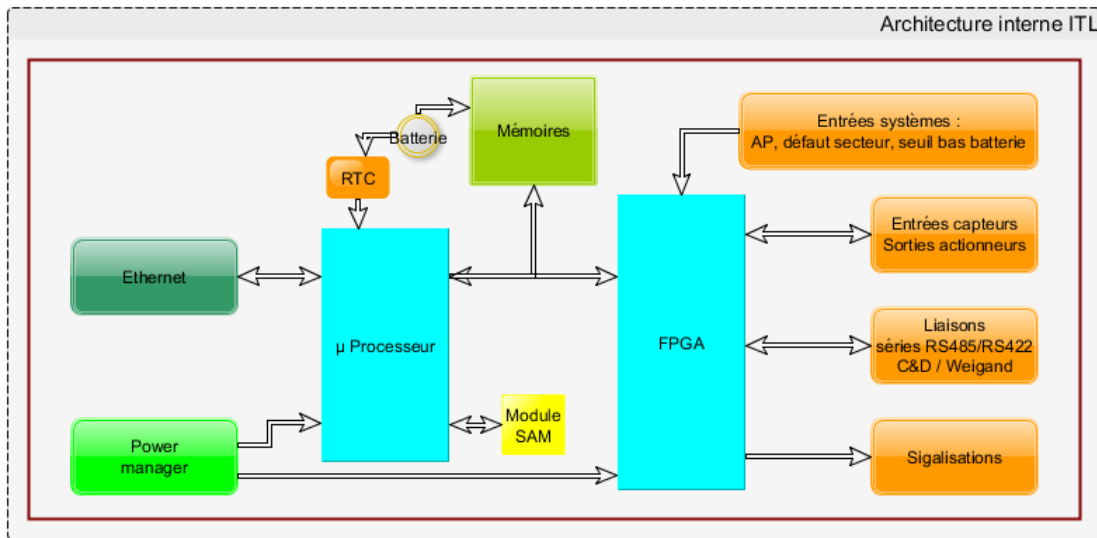 Architecture interne ITL
Batterie
Mémoires
Entrées systèmes :
AP, défaut secteur, seuil bas batterie
RTC
Entrées capteurs
Sorties actionneurs
Ethernet
µ Processeur
FPGA
Liaisons
séries RS485/RS422
C&D / Weigand
Module
SAM
Power
manager
Sigalisations